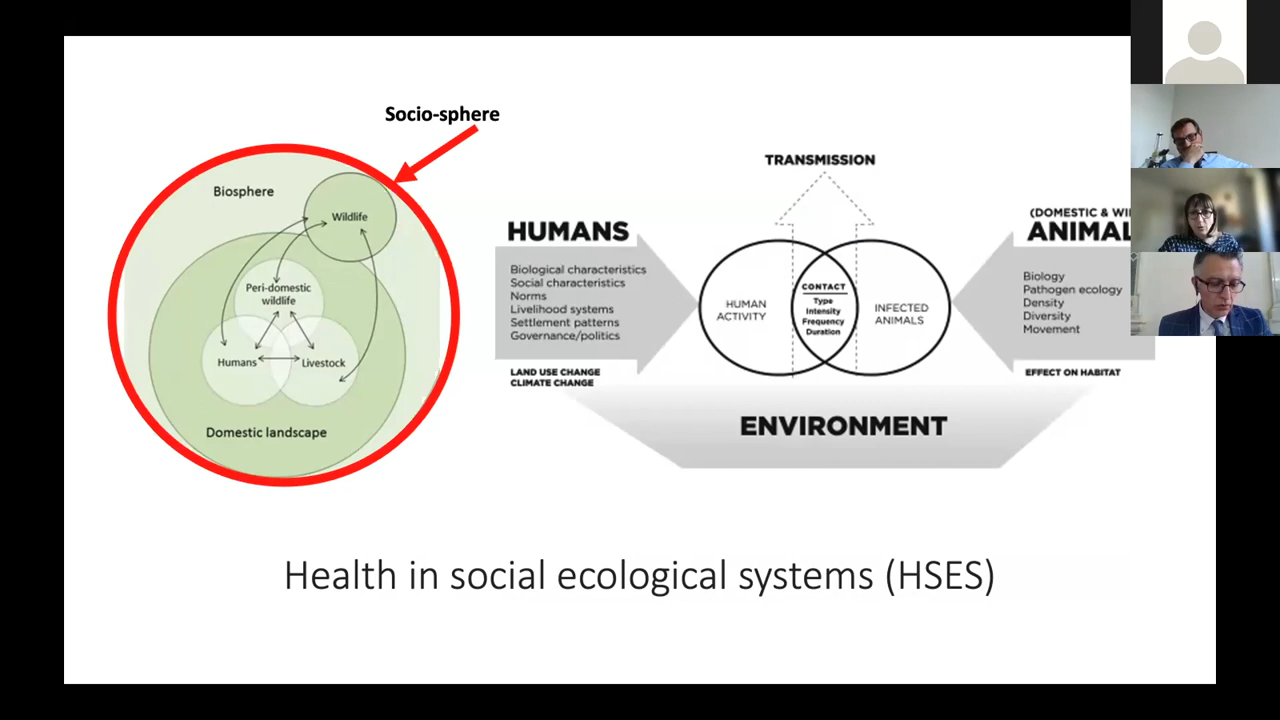 Socio-sphere
Biosphere
Wildlife
Peri-domestic
wildlife
Humans
Livestock
Domestic landscape
TRANSMISSION
HUMANS
Biological characteristics
Social characteristics
Norms
Livelihood systems
Settlement patterns
Governance/politics
LAND USE CHANGE
CLIMATE CHANGE
HUMAN
ACTIVITY
CONTACT
Type
Intensity
Frequency
Duration
INFECTED
ANIMALS
(DOMESTIC &
Biology
Pathogen ecology
Density
Diversity
Movement
EFFECT ON HABITAT
ENVIRONMENT
Health in social ecological systems (HSES)